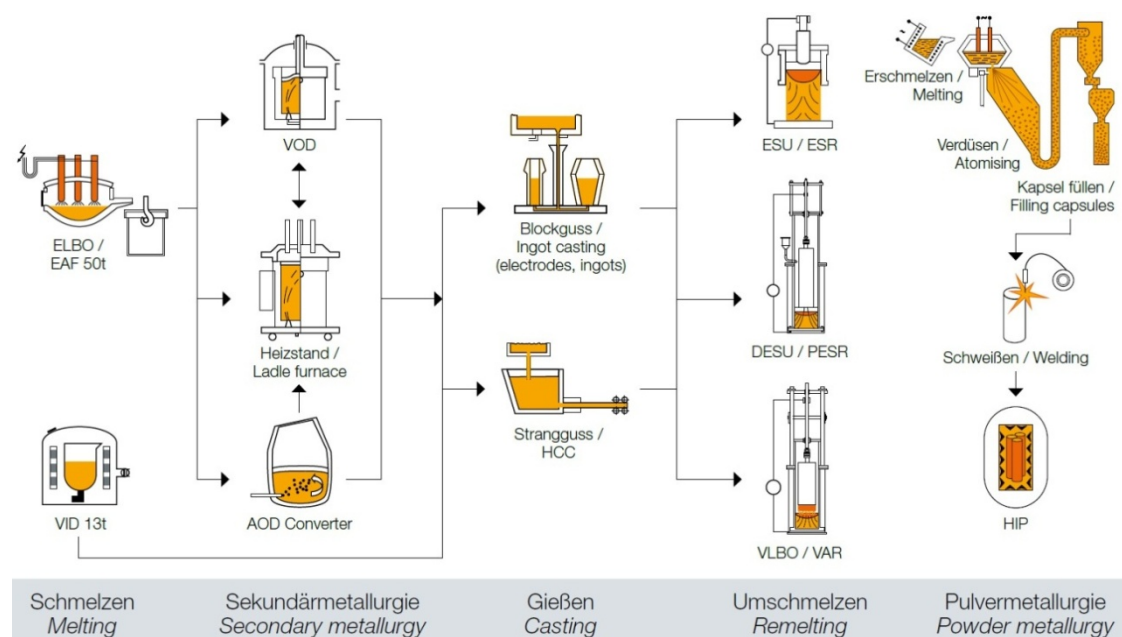 ELBO /
EAF 50t
VID 13t
VOD
Heizstand /
Ladle furnace
AOD Converter
Blockguss /
Ingot casting
(electrodes, ingots)
Strangguss /
HCC
ESU / ESR
DESU / PESR
VLBO / VAR
Erschmelzen /
Melting
Verdüsen /
Atomising
Kapsel füllen /
Filling capsules
Schweißen / Welding
HIP
Schmelzen
Melting
Sekundärmetallurgie
Secondary metallurgy
Gießen
Casting
Umschmelzen
Remelting
Pulvermetallurgie
Powder metallurgy